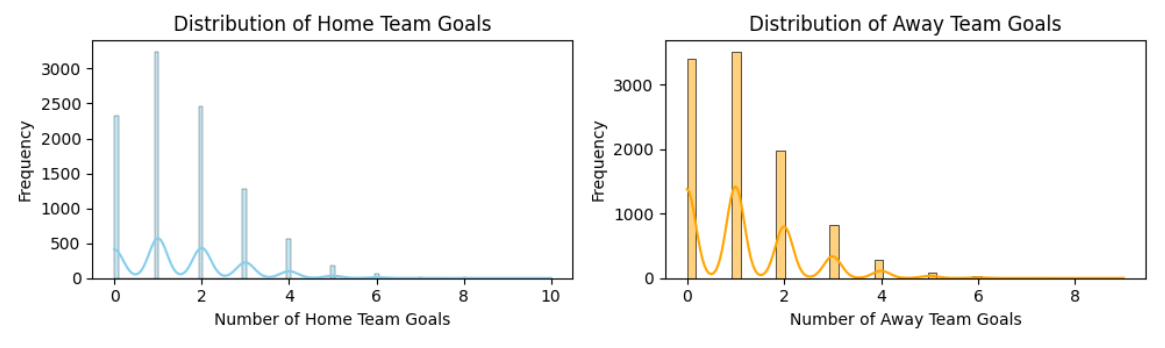 Distribution of Home Team Goals
Frequency
3000
2500
2000
1500
1000
500
0
0 2 4 6 8 10
Number of Home Team Goals
Distribution of Away Team Goals
Frequency
3000
2000
1000
0
0 2 4 6 8
Number of Away Team Goals